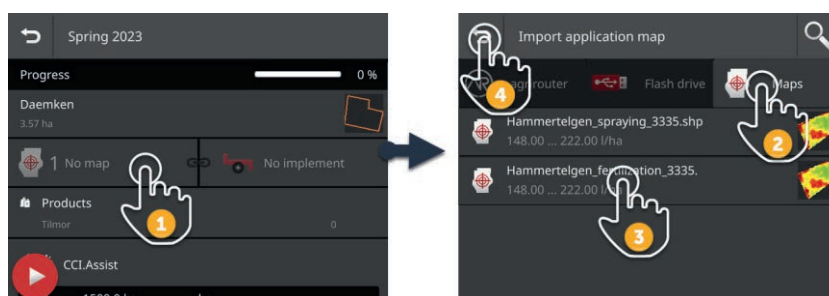 Spring 2023
Progress 0 %
Daemken
3.57 ha
1 No map No implement
Products
Tilmor 0
1
CCI.Assist
Import application map
4
Flash drive Maps
2
Hammertelgen_spraying_3335.shp
148.00 ... 222.00 l/ha
Hammertelgen_fertilization_3335.
148.00 ... 222.00 l/ha
3